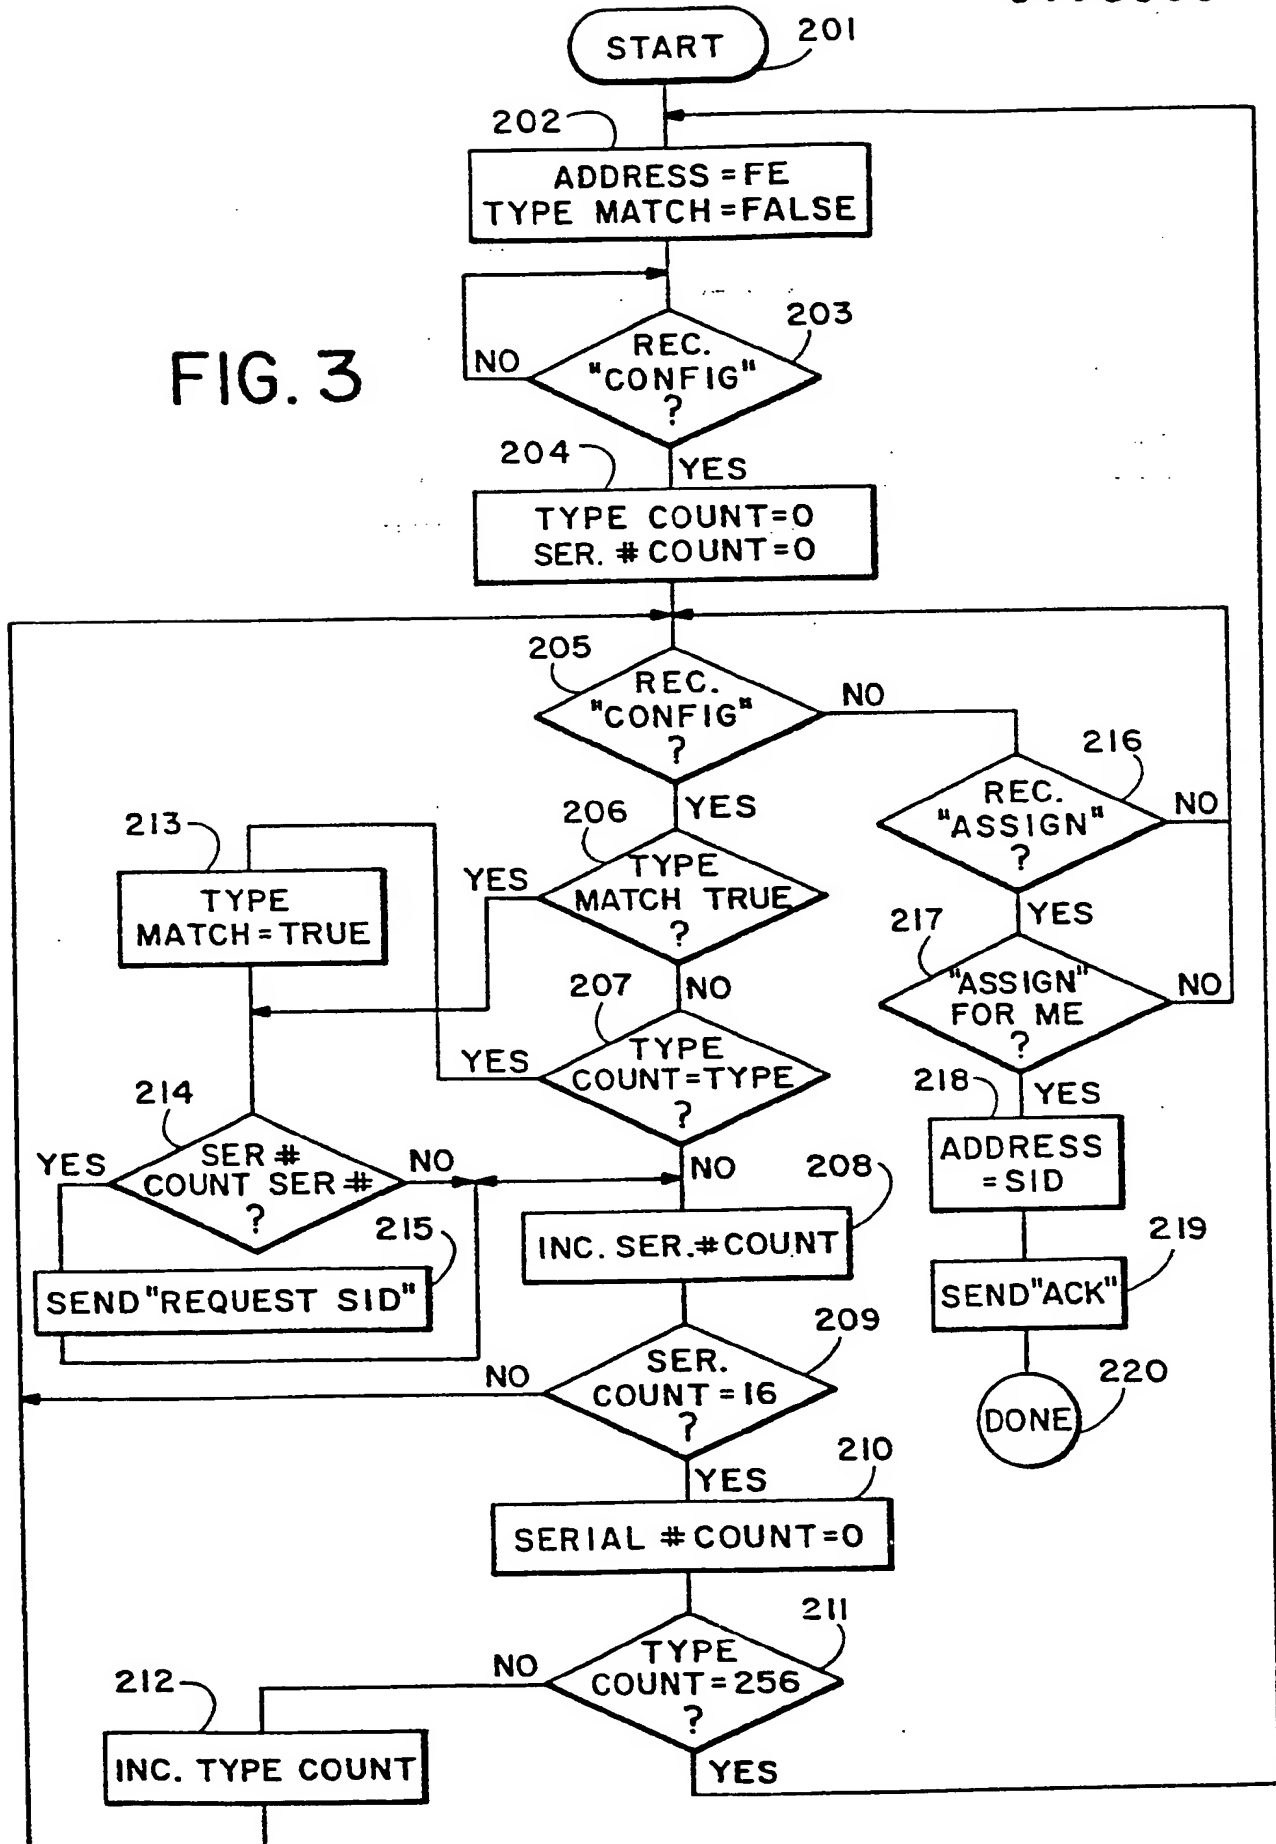 START
201
202
ADDRESS = FE
TYPE MATCH = FALSE
203
REC.
"CONFIG"
?
NO
FIG. 3
204
YES
TYPE COUNT=0
SER. # COUNT=0
205
REC.
"CONFIG"
?
NO
216
REC.
"ASSIGN"
?
NO
YES
206
213
TYPE
MATCH TRUE
?
YES
TYPE
MATCH=TRUE
YES
217
"ASSIGN"
FOR ME
?
NO
NO
207
TYPE
COUNT=TYPE
?
YES
214
218
YES
SER #
COUNT SER #
?
YES
NO
NO
208
ADDRESS
= SID
215
INC. SER. # COUNT
219
SEND "REQUEST SID"
SEND "ACK"
209
SER.
COUNT = 16
?
NO
220
DONE
210
YES
SERIAL # COUNT=0
211
TYPE
COUNT = 256
?
NO
212
INC. TYPE COUNT
YES